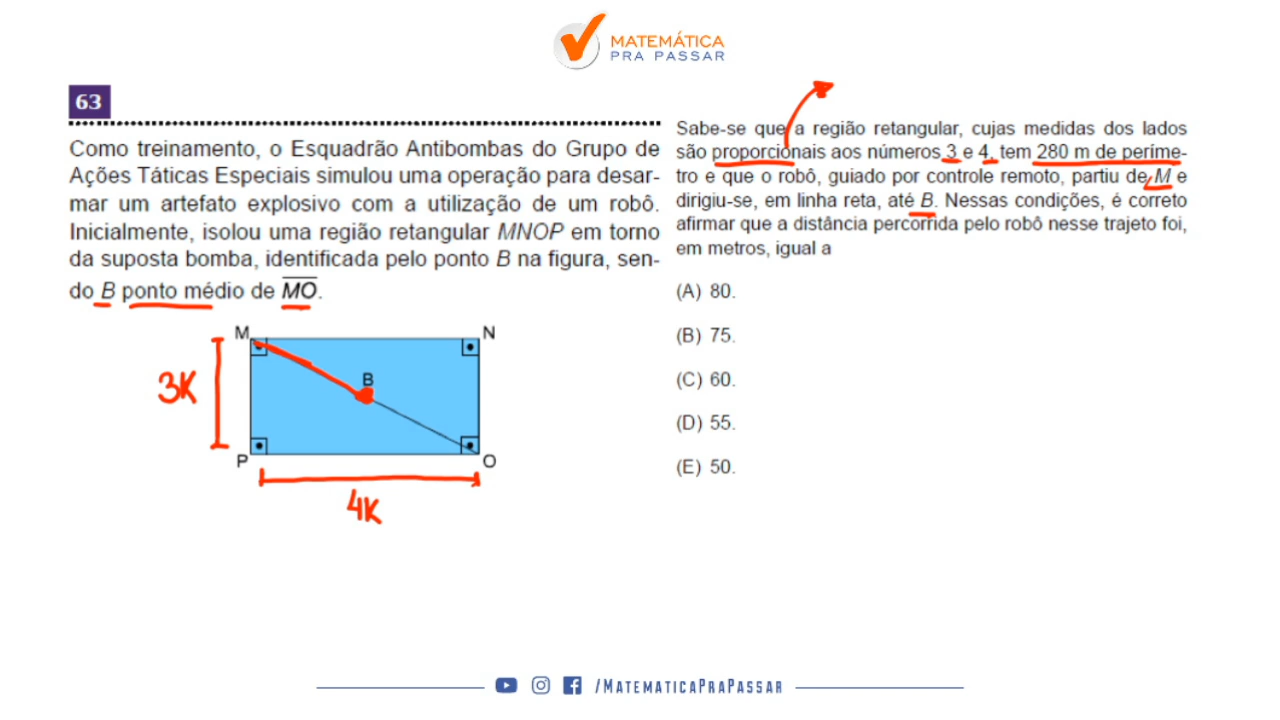 MATEMÁTICA
PRA PASSAR
63
Como treinamento, o Esquadrão Antibombas do Grupo de
Ações Táticas Especiais simulou uma operação para desar-
mar um artefato explosivo com a utilização de um robô.
Inicialmente, isolou uma região retangular MNOP em torno
da suposta bomba, identificada pelo ponto B na figura, sen-
do B ponto médio de MO.
M
N
B
3K
P
O
4K
Sabe-se que a região retangular, cujas medidas dos lados
são proporcionais aos números 3 e 4, tem 280 m de períme-
tro e que o robô, guiado por controle remoto, partiu de M e
dirigiu-se, em linha reta, até B. Nessas condições, é correto
afirmar que a distância percorrida pelo robô nesse trajeto foi,
em metros, igual a
(A) 80.
(B) 75.
(C) 60.
(D) 55.
(E) 50.
/MATEMATICAPRAPASSAR